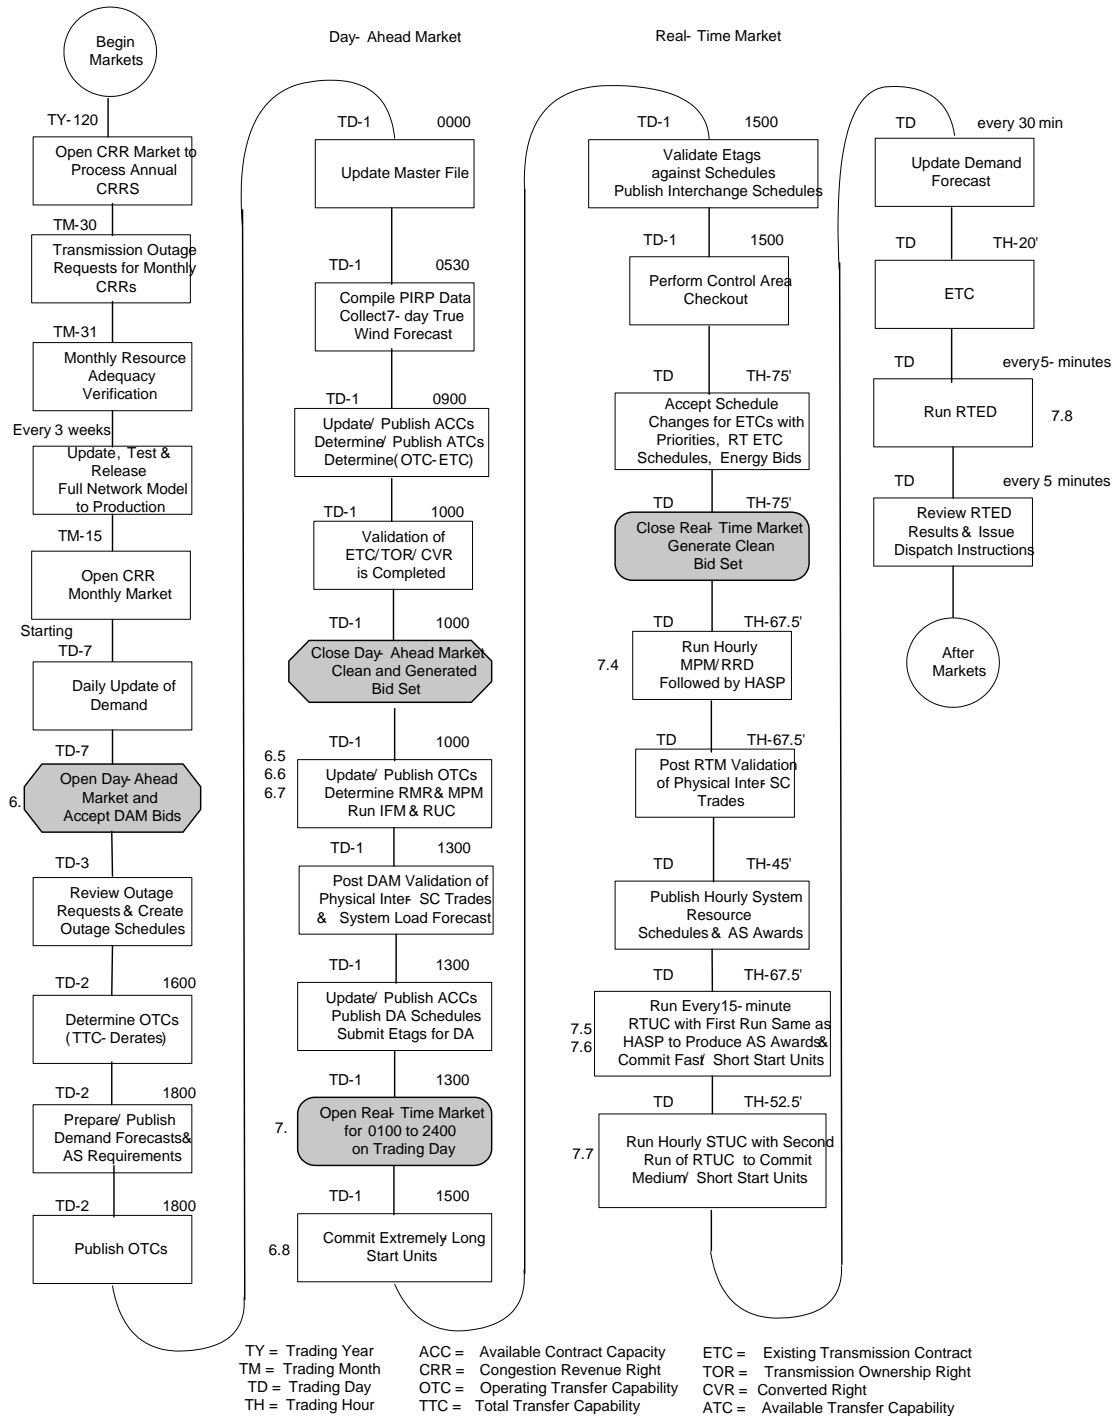 Day- Ahead Market
Real- Time Market
Begin
Markets
TY-120
Open CRR Market to
Process Annual
CRRS
TM-30
Transmission Outage
Requests for Monthly
CRRs
TM-31
Monthly Resource
Adequacy
Verification
Every 3 weeks
Update, Test &
Release
Full Network Model
to Production
TM-15
Open CRR
Monthly Market
Starting
TD-7
Daily Update of
Demand
TD-7
6.
Open Day- Ahead
Market and
Accept DAM Bids
TD-3
Review Outage
Requests & Create
Outage Schedules
TD-2 1600
Determine OTCs
(TTC- Derates)
TD-2 1800
Prepare/ Publish
Demand Forecasts&
AS Requirements
TD-2 1800
Publish OTCs
TD-1 0000
Update Master File
TD-1 0530
Compile PIRP Data
Collect7- day True
Wind Forecast
TD-1 0900
Update/ Publish ACCs
Determine/ Publish ATCs
Determine( OTC- ETC)
TD-1 1000
Validation of
ETC/ TOR/ CVR
is Completed
TD-1 1000
Close Day- Ahead Market
Clean and Generated
Bid Set
TD-1 1000
6.5
6.6
6.7
Update/ Publish OTCs
Determine RMR & MPM
Run IFM & RUC
TD-1 1300
Post DAM Validation of
Physical Inter- SC Trades
& System Load Forecast
TD-1 1300
Update/ Publish ACCs
Publish DA Schedules
Submit Etags for DA
TD-1 1300
7.
Open Real- Time Market
for 0100 to 2400
on Trading Day
TD-1 1500
6.8
Commit Extremely- Long
Start Units
TD-1 1500
Validate Etags
against Schedules
Publish Interchange Schedules
TD-1 1500
Perform Control Area
Checkout
TD TH-75'
Accept Schedule
Changes for ETCs with
Priorities, RT ETC
Schedules, Energy Bids
TD TH-75'
Close Real- Time Market
Generate Clean
Bid Set
TD TH-67.5'
7.4
Run Hourly
MPM/ RRD
Followed by HASP
TD TH-67.5'
Post RTM Validation
of Physical Inter- SC
Trades
TD TH-45'
Publish Hourly System
Resource
Schedules & AS Awards
TD TH-67.5'
7.5
7.6
Run Every 15- minute
RTUC with First Run Same as
HASP to Produce AS Awards&
Commit Fast/ Short Start Units
TD TH-52.5'
7.7
Run Hourly STUC with Second
Run of RTUC to Commit
Medium/ Short Start Units
TD every 30 min
Update Demand
Forecast
TD TH-20'
ETC
TD every 5- minutes
Run RTED
7.8
TD every 5 minutes
Review RTED
Results & Issue
Dispatch Instructions
After
Markets
TY = Trading Year
TM = Trading Month
TD = Trading Day
TH = Trading Hour
ACC = Available Contract Capacity
CRR = Congestion Revenue Right
OTC = Operating Transfer Capability
TTC = Total Transfer Capability
ETC = Existing Transmission Contract
TOR = Transmission Ownership Right
CVR = Converted Right
ATC = Available Transfer Capability